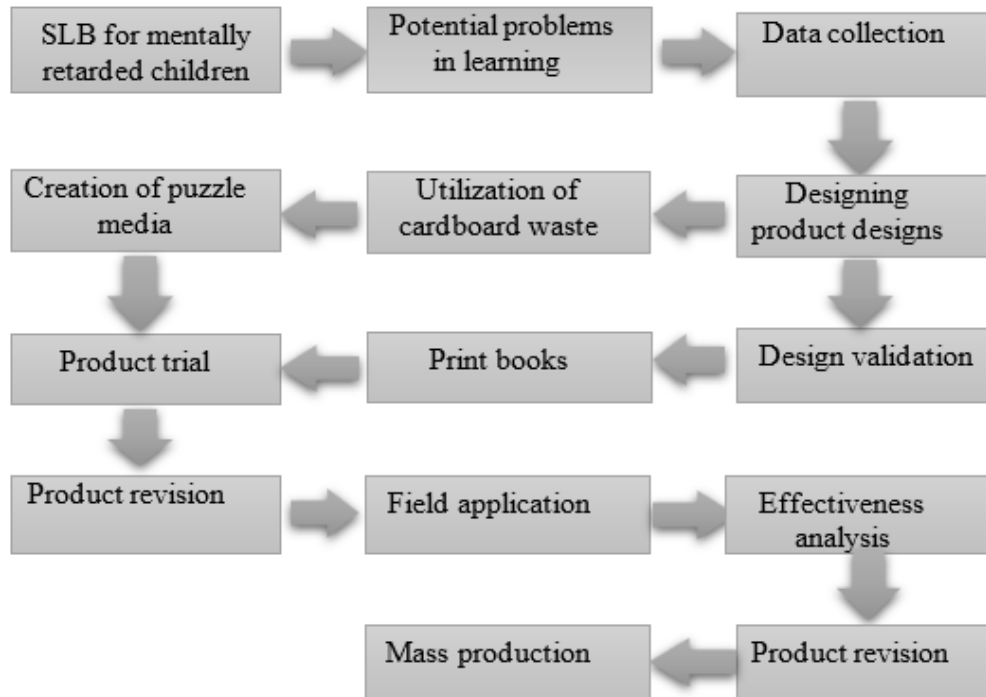 SLB for mentally
retarded children
Potential problems
in learning
Data collection
Creation of puzzle
media
Utilization of
cardboard waste
Designing
product designs
Product trial
Print books
Design validation
Product revision
Field application
Effectiveness
analysis
Mass production
Product revision